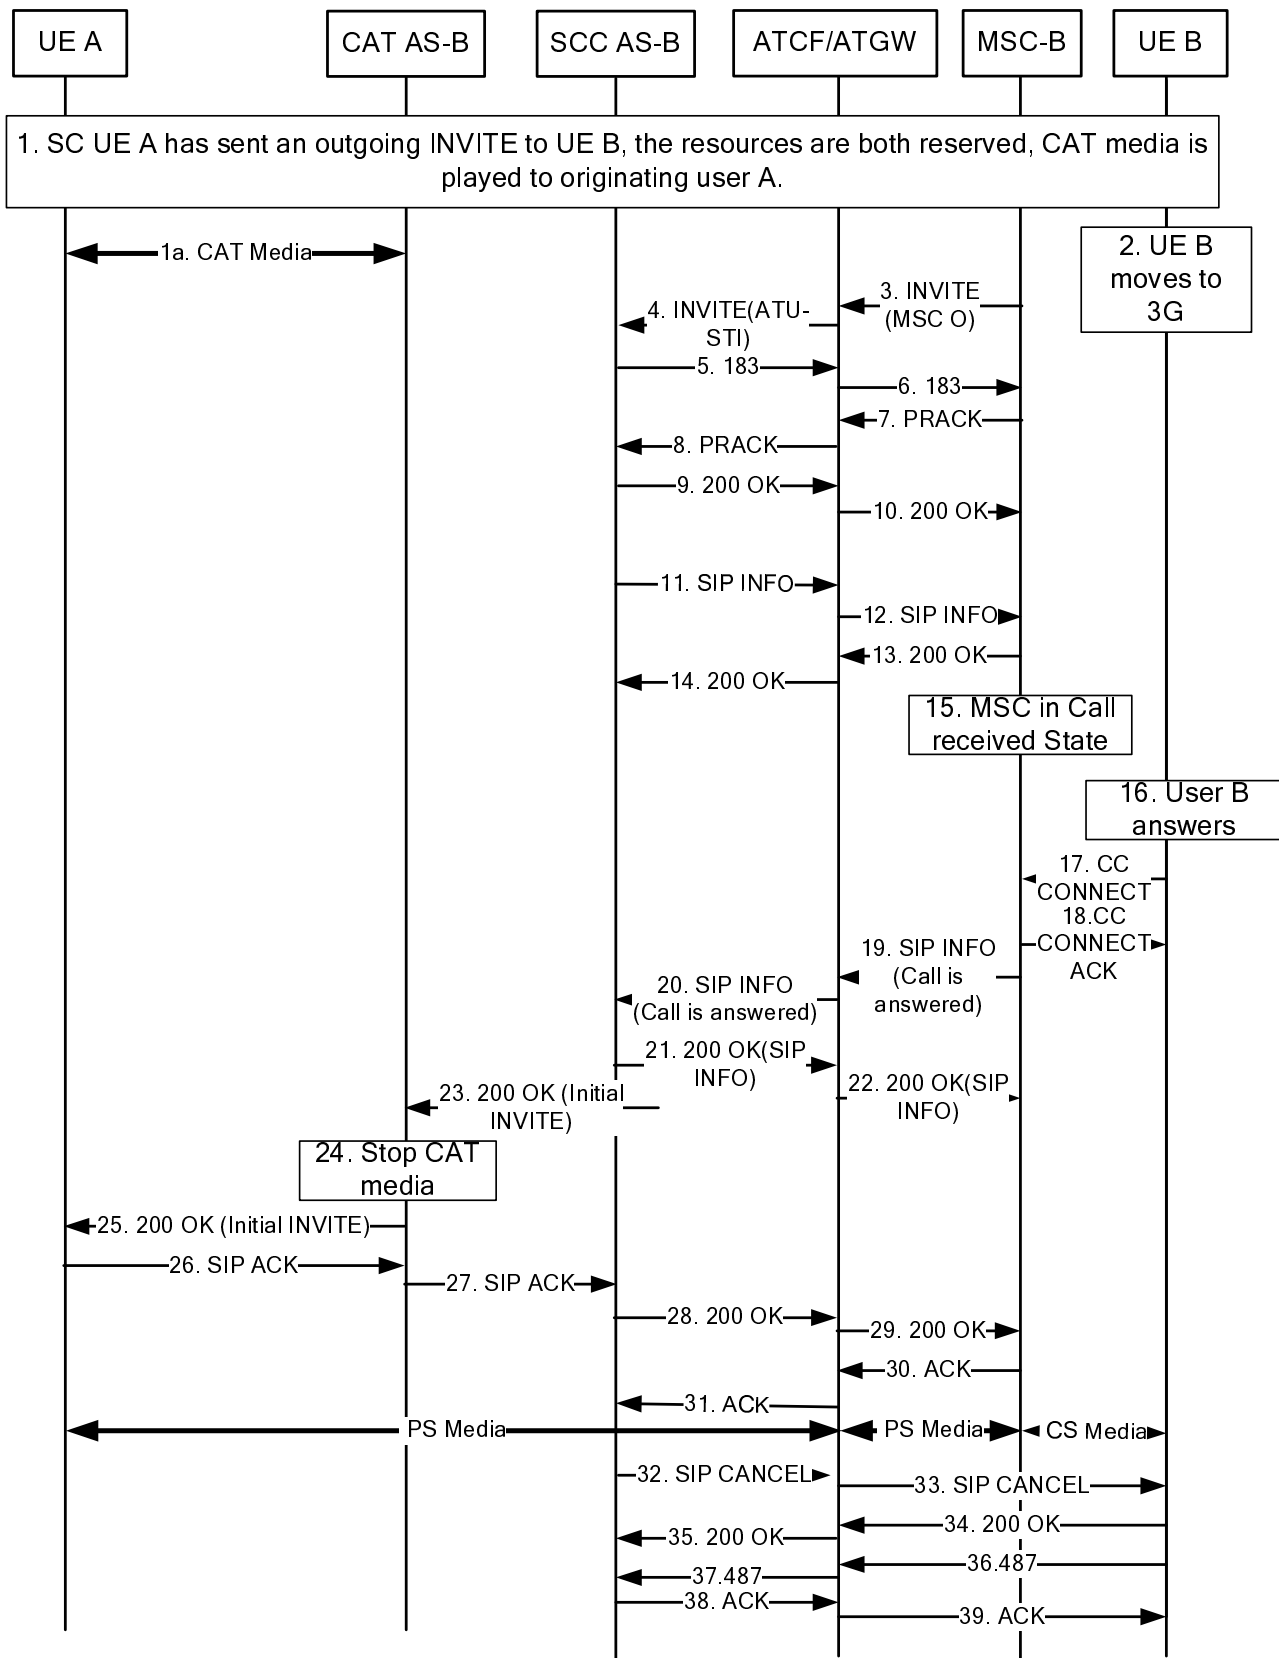 UE A
CAT AS-B
SCC AS-B
ATCF/ATGW
MSC-B
UE B
1. SC UE A has sent an outgoing INVITE to UE B, the resources are both reserved, CAT media is
played to originating user A.
1a. CAT Media
2. UE B
moves to
3G
3. INVITE
(MSC O)
4. INVITE(ATU-
STI)
5. 183
6. 183
7. PRACK
8. PRACK
9. 200 OK
10. 200 OK
11. SIP INFO
12. SIP INFO
13. 200 OK
14. 200 OK
15. MSC in Call
received State
16. User B
answers
17. CC
CONNECT
18.CC
CONNECT
ACK
19. SIP INFO
(Call is
answered)
20. SIP INFO
(Call is answered)
21. 200 OK(SIP
INFO)
22. 200 OK(SIP
INFO)
23. 200 OK (Initial
INVITE)
24. Stop CAT
media
25. 200 OK (Initial INVITE)
26. SIP ACK
27. SIP ACK
28. 200 OK
29. 200 OK
30. ACK
31. ACK
PS Media
PS Media
CS Media
32. SIP CANCEL
33. SIP CANCEL
34. 200 OK
35. 200 OK
36.487
37.487
38. ACK
39. ACK